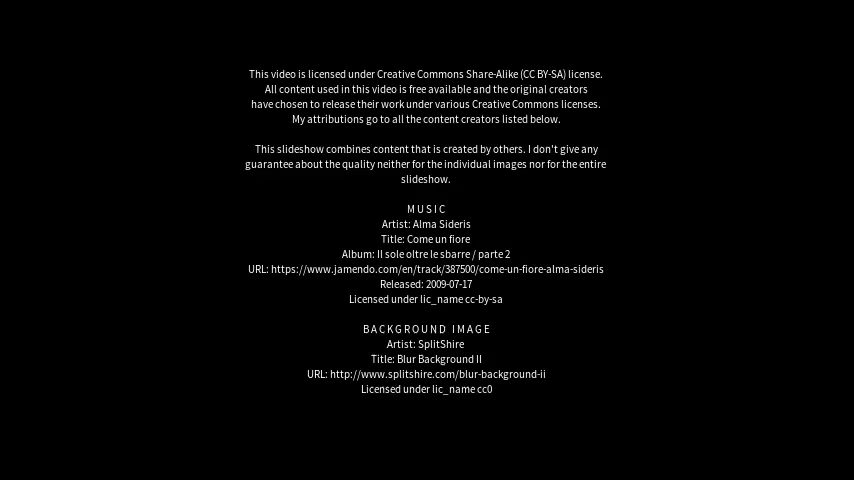 This video is licensed under Creative Commons Share-Alike (CC BY-SA) license.
All content used in this video is free available and the original creators
have chosen to release their work under various Creative Commons licenses.
My attributions go to all the content creators listed below.
This slideshow combines content that is created by others. I don't give any
guarantee about the quality neither for the individual images nor for the entire
slideshow.
MUSIC
Artist: Alma Sideris
Title: Come un fiore
Album: Il sole oltre le sbarre / parte 2
URL: https://www.jamendo.com/en/track/387500/come-un-fiore-alma-sideris
Released: 2009-07-17
Licensed under lic_name cc-by-sa
BACKGROUND IMAGE
Artist: SplitShire
Title: Blur Background II
URL: http://www.splitshire.com/blur-background-ii
Licensed under lic_name cc0